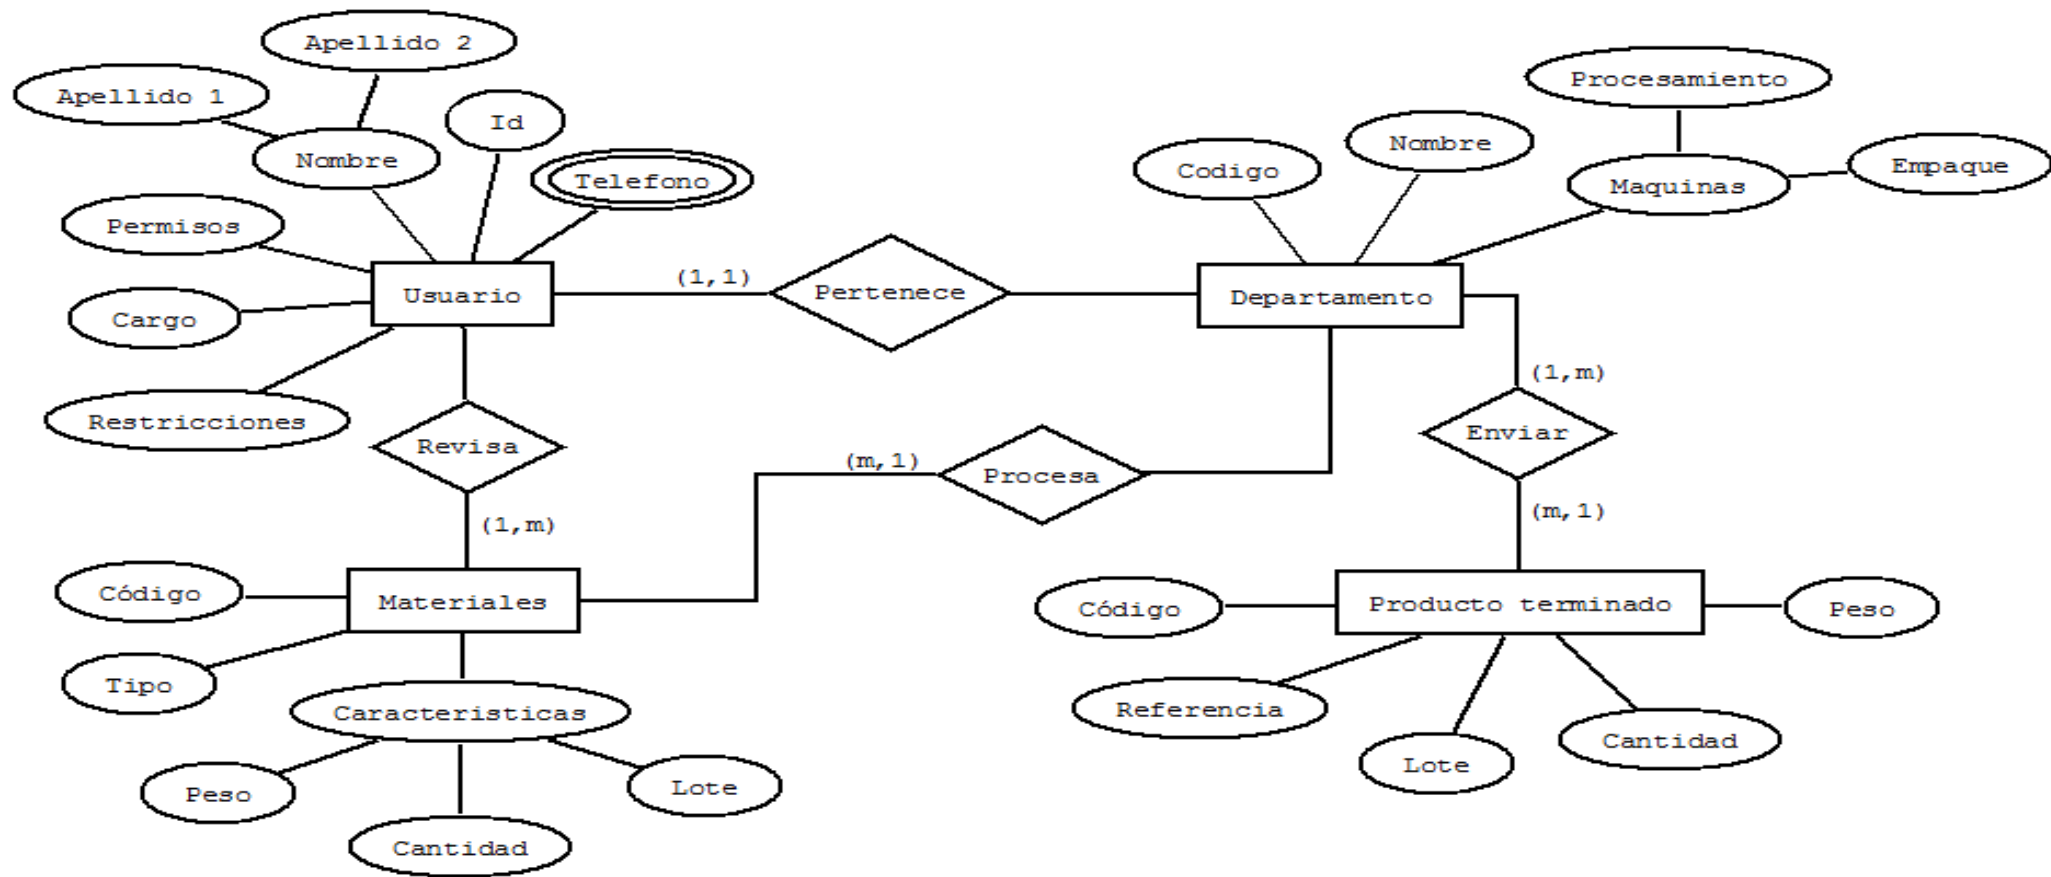 Apellido 2
Apellido 1
Id
Nombre
Telefono
Permisos
Cargo
Restricciones
Usuario
(1,1)
Pertenece
Codigo
Nombre
Procesamiento
Maquinas
Empaque
Departamento
(1,m)
Enviar
(m,1)
Revisa
(1,m)
(m,1)
Procesa
Código
Materiales
Tipo
Caracteristicas
Peso
Cantidad
Lote
Código
Producto terminado
Peso
Referencia
Lote
Cantidad